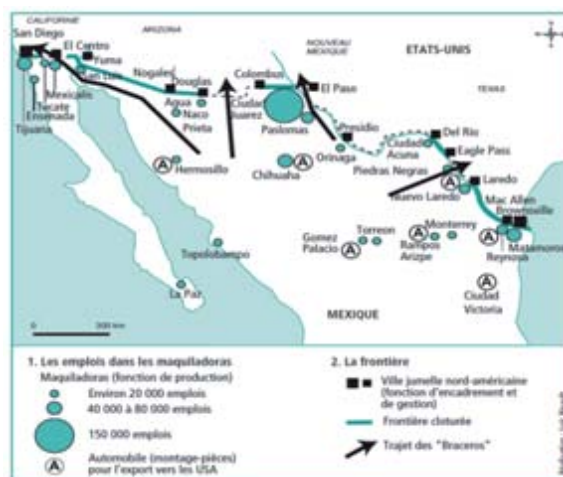 CALIFORNIE
ARIZONA
NOUVEAU
MEXIQUE
ETATS-UNIS
TEXAS
San Diego
El Centro
Yuma
San Luis
Mexicalis
Tecate
Ensenada
Tijuana
Nogales
Douglas
Agua
Prieta
Naco
Columbus
El Paso
Ciudad
Juarez
Paslomas
Presidio
Orinaga
Hermosillo
Chihuaha
Ciudad
Acuna
Del Rio
Eagle Pass
Piedras Negras
Laredo
Nuevo Laredo
Mac Allen
Brownsville
Matamoros
Reynosa
Gomez
Palacio
Torreon
Monterrey
Rampos
Arizpe
Ciudad
Victoria
Topolobampo
La Paz
MEXIQUE
A
A
A
A
A
A
A
0
300 km
1. Les emplois dans les maquiladoras
Maquiladoras (fonction de production)
Environ 20 000 emplois
40 000 à 80 000 emplois
150 000 emplois
A
Automobile (montage-pièces)
pour l'export vers les USA
2. La frontière
Ville jumelle nord-américaine
(fonction d'encadrement et
de gestion)
Frontière cloturée
Trajet des "Braceros"